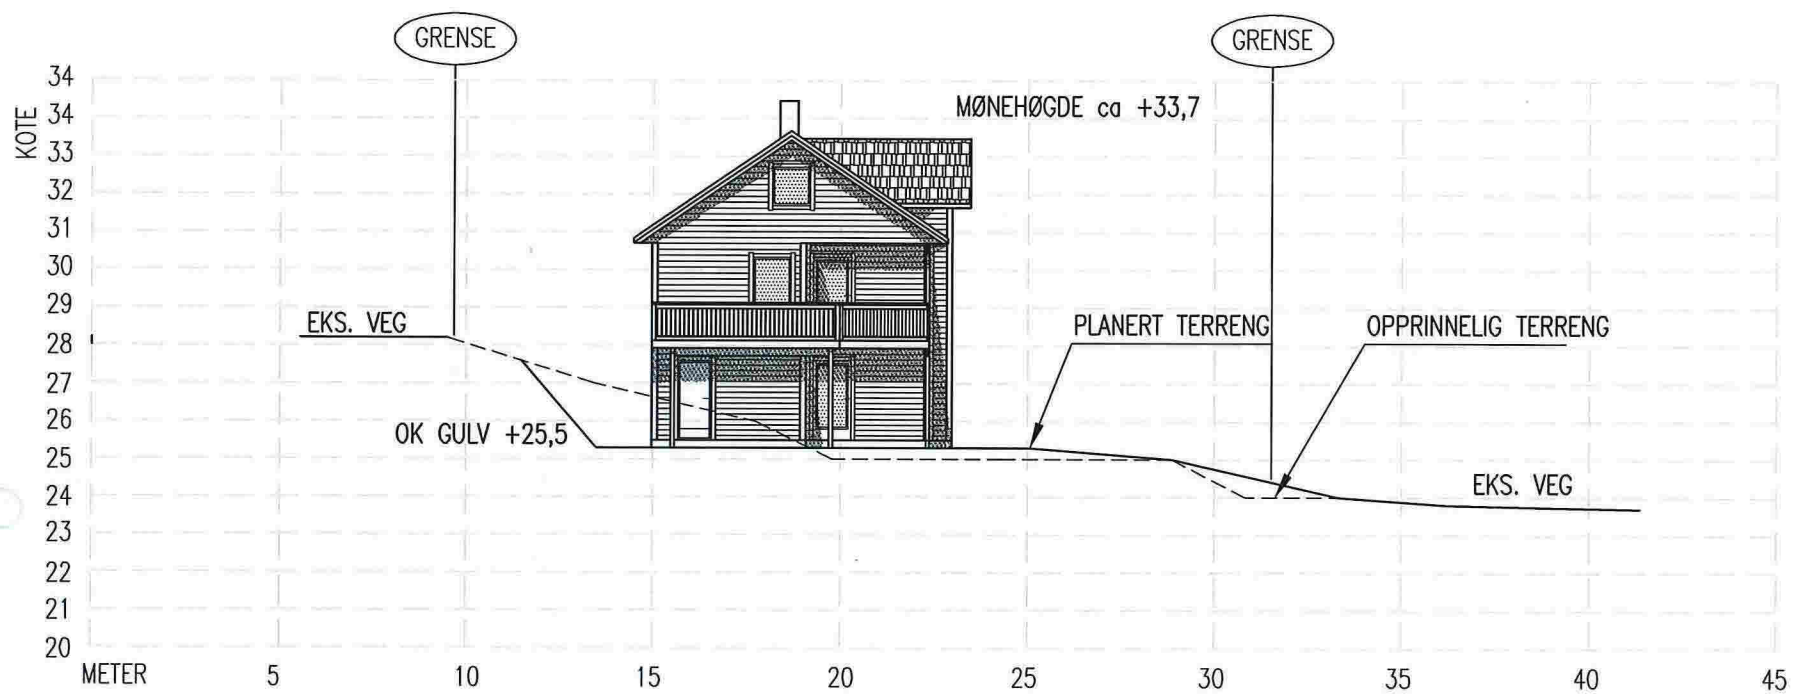 GRENSE
GRENSE
34
34
33
32
31
30
29
28
27
26
25
24
23
22
21
20
KOTE
MØNEHØGDE ca +33,7
EKS. VEG
PLANERT TERRENG
OPPRINNELIG TERRENG
OK GULV +25,5
EKS. VEG
METER 5 10 15 20 25 30 35 40 45